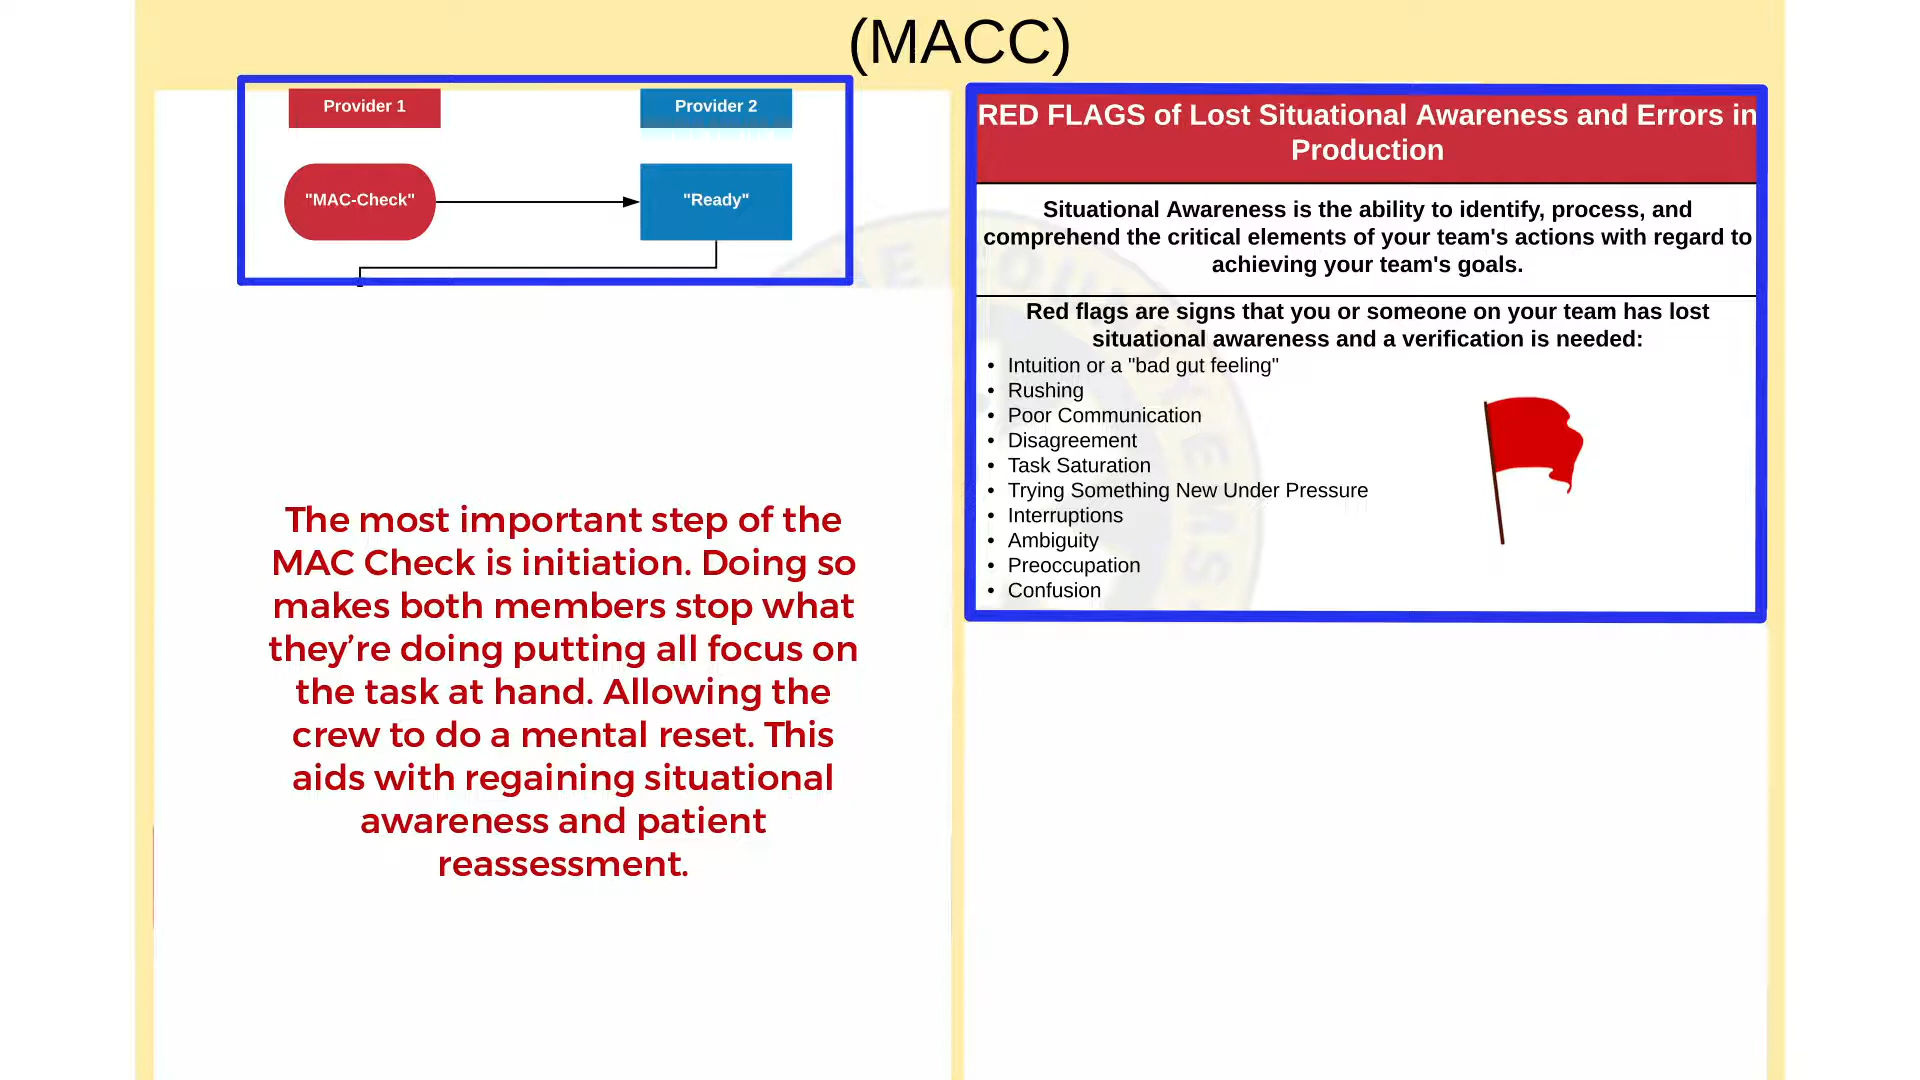 (MACC)
Provider 1
Provider 2
"MAC-Check"
"Ready"
The most important step of the
MAC Check is initiation. Doing so
makes both members stop what
they’re doing putting all focus on
the task at hand. Allowing the
crew to do a mental reset. This
aids with regaining situational
awareness and patient
reassessment.
RED FLAGS of Lost Situational Awareness and Errors in
Production
Situational Awareness is the ability to identify, process, and
comprehend the critical elements of your team's actions with regard to
achieving your team's goals.
Red flags are signs that you or someone on your team has lost
situational awareness and a verification is needed:
• Intuition or a "bad gut feeling"
• Rushing
• Poor Communication
• Disagreement
• Task Saturation
• Trying Something New Under Pressure
• Interruptions
• Ambiguity
• Preoccupation
• Confusion